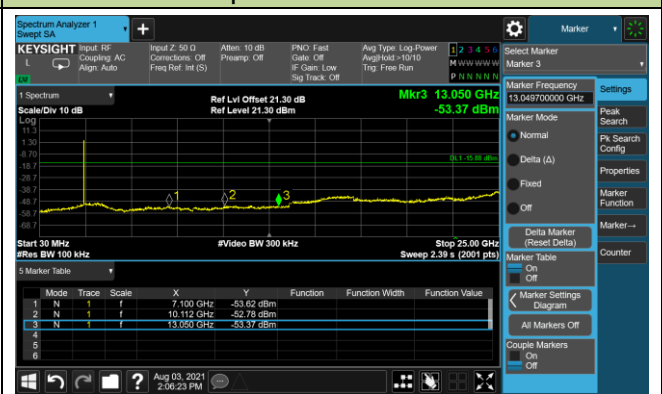 Spectrum Analyzer 1
Swept SA
Marker
KEYSIGHT
L
Input: RF
Coupling: AC
Align: Auto
Input Z: 50 Ω
Corrections: Off
Freq Ref: Int (S)
Atten: 10 dB
Preamp: Off
PNO: Fast
Gate: Off
IF Gain: Low
Sig Track: Off
Avg Type: Log-Power
Avg|Hold:>10/10
Trig: Free Run
1 2 3 4 5 6
M W W W W W
P N N N N N
LNI
Select Marker
Marker 3
1 Spectrum
Scale/Div 10 dB
Ref Lvl Offset 21.30 dB
Ref Level 21.30 dBm
Mkr3 13.050 GHz
-53.37 dBm
Log
11.3
1.30
-8.70
-18.7
-28.7
-38.7
-48.7
-58.7
-68.7
DL1 -15.88 dBm
1
2
3
Start 30 MHz
#Res BW 100 kHz
#Video BW 300 kHz
Stop 25.00 GHz
Sweep 2.39 s (2001 pts)
5 Marker Table
Mode Trace Scale X Y Function Function Width Function Value
1 N 1 f 7.100 GHz -53.62 dBm
2 N 1 f 10.112 GHz -52.78 dBm
3 N 1 f 13.050 GHz -53.37 dBm
4
5
6
Marker Frequency
13.049700000 GHz
Marker Mode
Normal
Delta (Δ)
Fixed
Off
Delta Marker
(Reset Delta)
Marker Table
On
Off
Marker Settings
Diagram
All Markers Off
Couple Markers
On
Off
Settings
Peak
Search
Pk Search
Config
Properties
Marker
Function
Marker→
Counter
Aug 03, 2021
2:06:23 PM